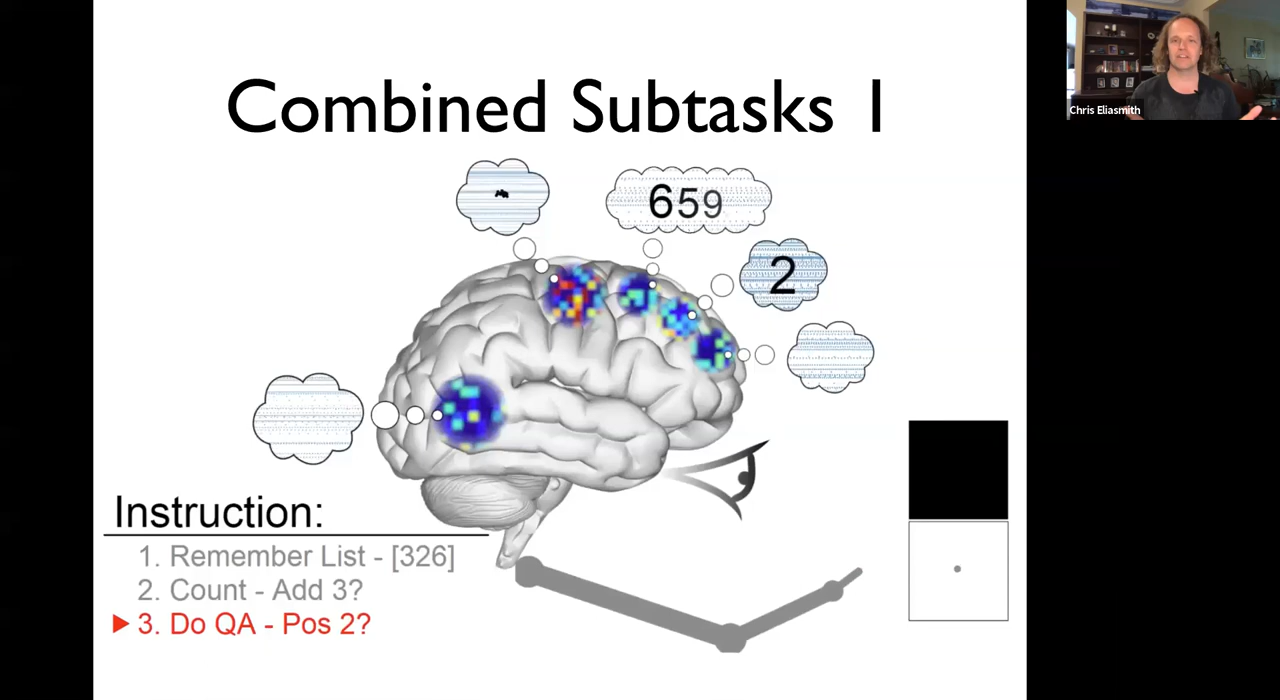 Combined Subtasks 1
Chris Eliasmith
659
2
Instruction:
1. Remember List - [326]
2. Count - Add 3?
3. Do QA - Pos 2?